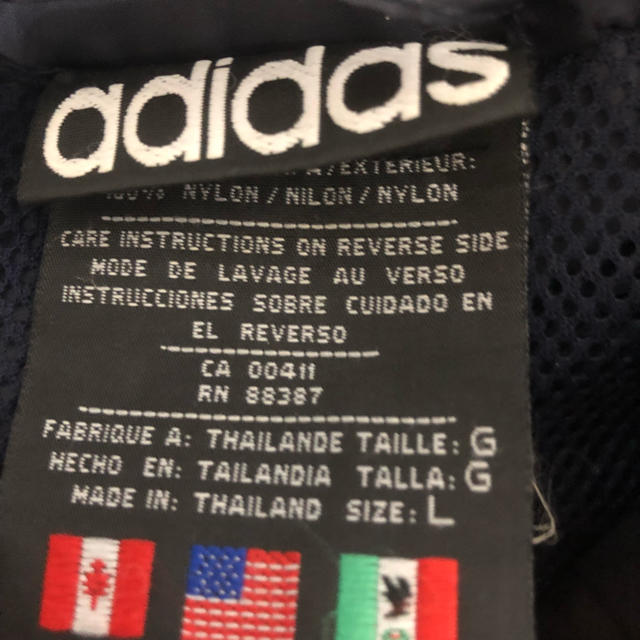 adidas
EXTERIEUR:
100% NYLON / NILON / NYLON
CARE INSTRUCTIONS ON REVERSE SIDE
MODE DE LAVAGE AU VERSO
INSTRUCCIONES SOBRE CUIDADO EN
EL REVERSO
CA 00411
RN 88387
FABRIQUE A: THAILANDE TAILLE: G
HECHO EN: TAILANDIA TALLA: G
MADE IN: THAILAND SIZE: L